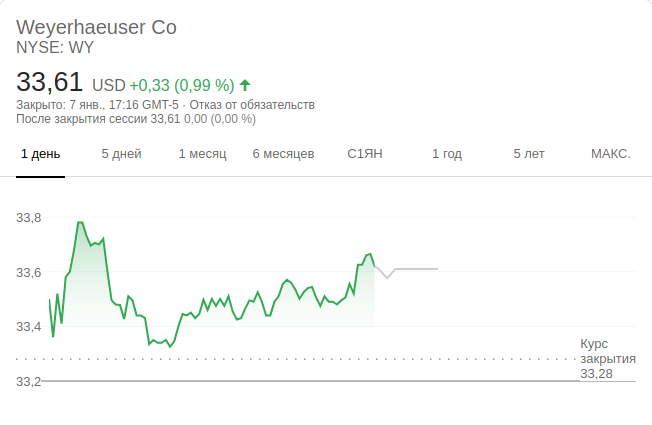 Weyerhaeuser Co
NYSE: WY
33,61 USD +0,33 (0,99 %)
Закрыто: 7 янв., 17:16 GMT-5 · Отказ от обязательств
После закрытия сессии 33,61 0,00 (0,00 %)
1 день 5 дней 1 месяц 6 месяцев С1ЯН 1 год 5 лет МАКС.
33,8
33,6
33,4
Курс
закрытия
33,28
33,2